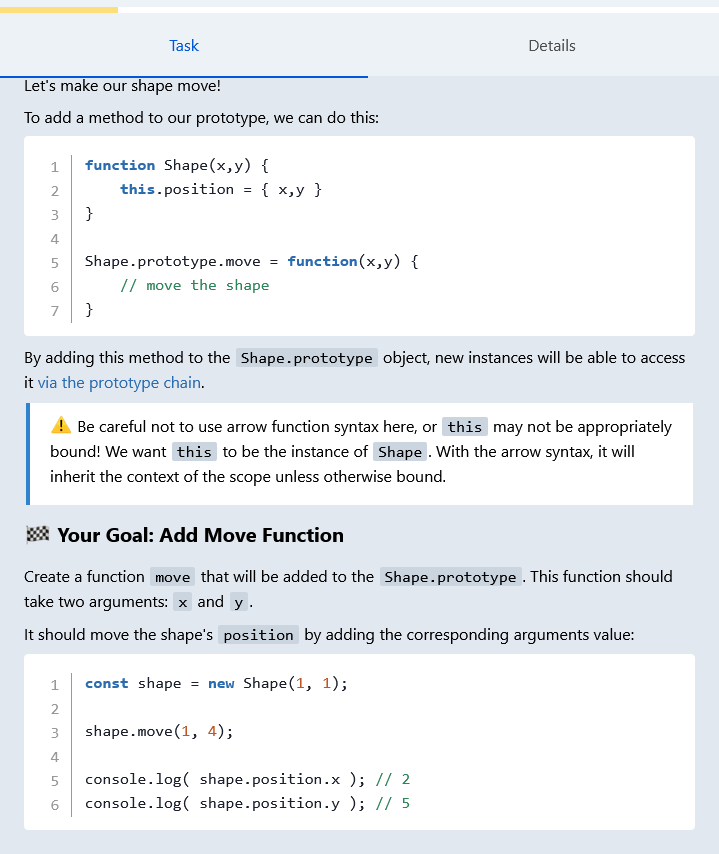 Task
Details
Let's make our shape move!
To add a method to our prototype, we can do this:
1 function Shape(x,y) {
2     this.position = { x,y }
3 }
4
5 Shape.prototype.move = function(x,y) {
6     // move the shape
7 }
By adding this method to the Shape.prototype object, new instances will be able to access
it via the prototype chain.
⚠️ Be careful not to use arrow function syntax here, or this may not be appropriately
bound! We want this to be the instance of Shape. With the arrow syntax, it will
inherit the context of the scope unless otherwise bound.
🏁 Your Goal: Add Move Function
Create a function move that will be added to the Shape.prototype. This function should
take two arguments: x and y.
It should move the shape's position by adding the corresponding arguments value:
1 const shape = new Shape(1, 1);
2
3 shape.move(1, 4);
4
5 console.log( shape.position.x ); // 2
6 console.log( shape.position.y ); // 5